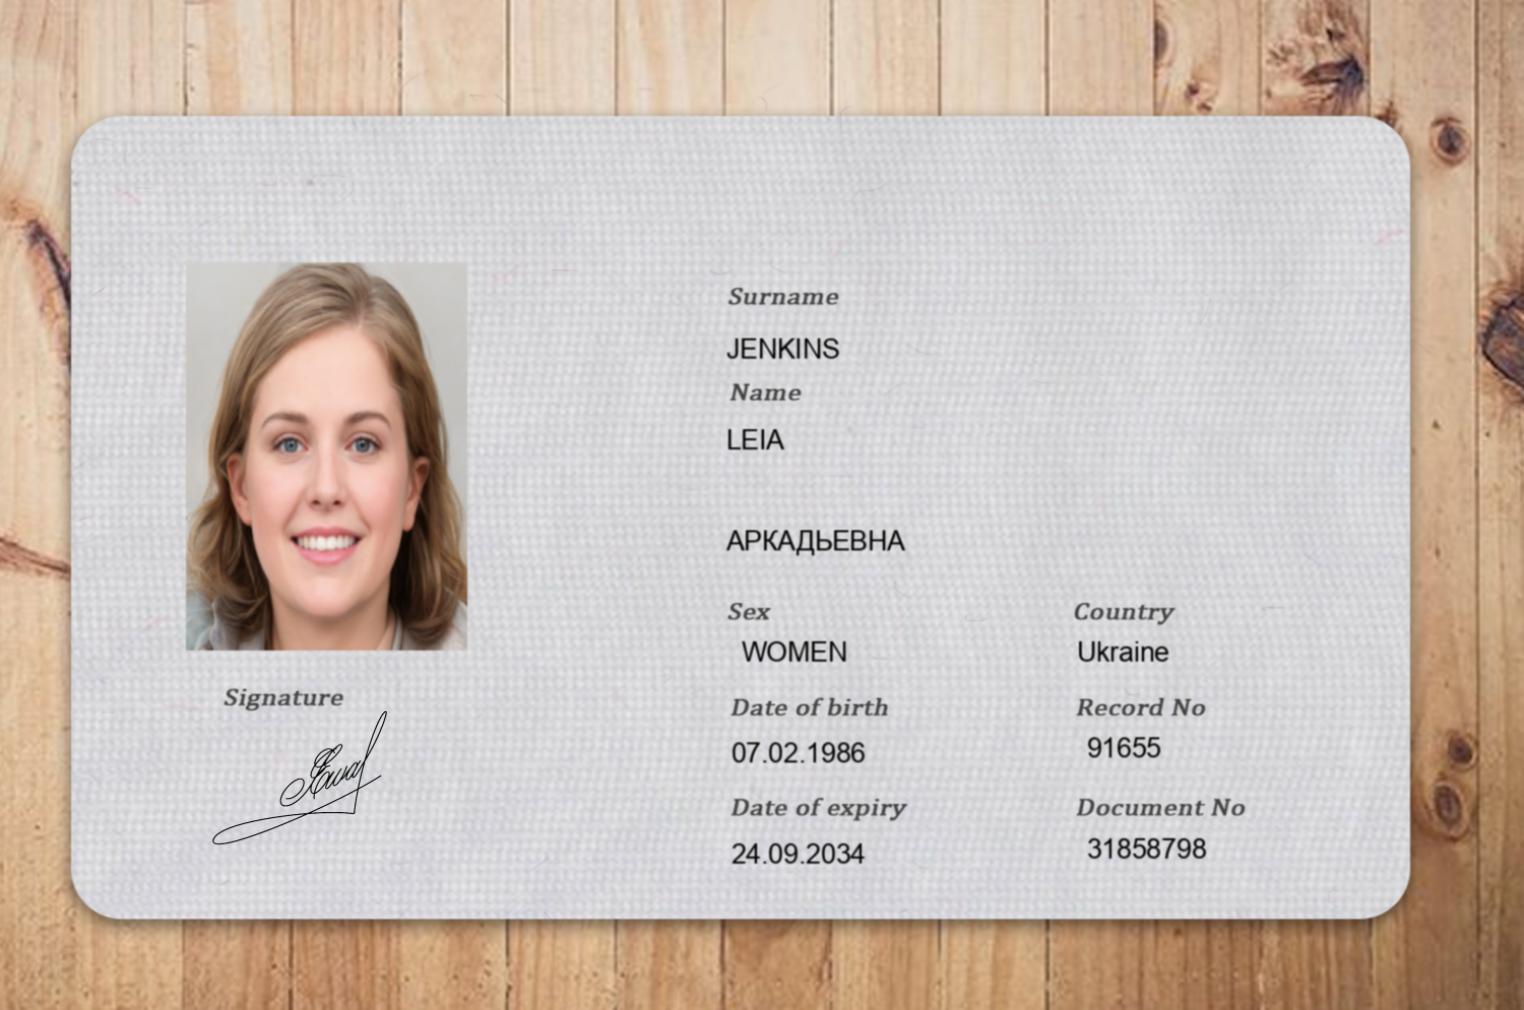 Surname
JENKINS
Name
LEIA
АРКАДЬЕВНА
Sex
Country
WOMEN
Ukraine
Date of birth
Record No
07.02.1986
91655
Date of expiry
Document No
24.09.2034
31858798
Signature